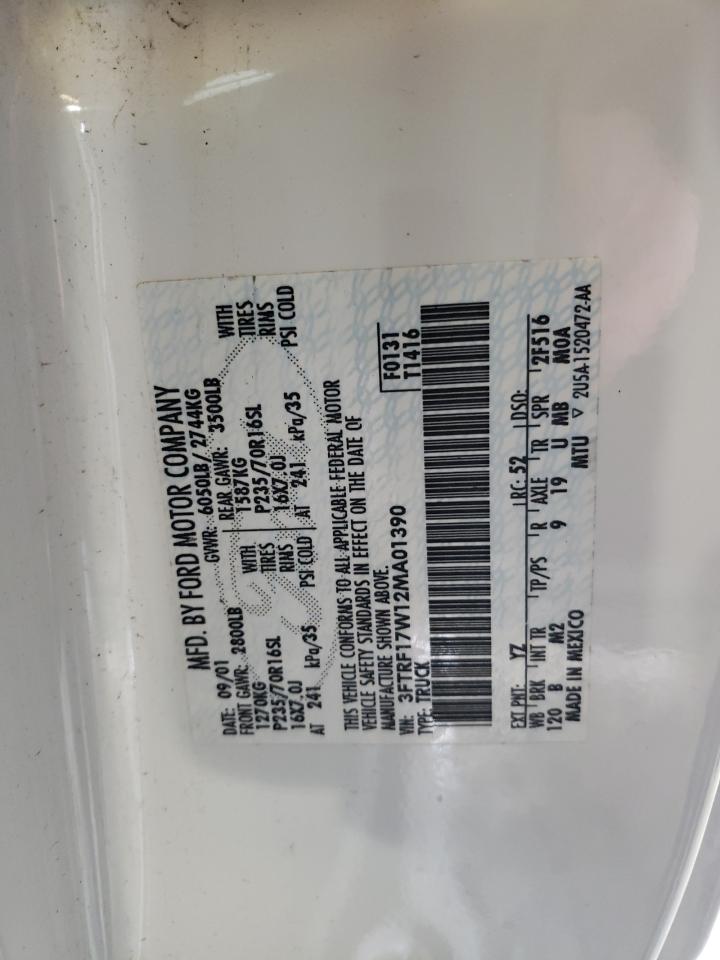 MFD. BY FORD MOTOR COMPANY
DATE: 09/01 GVWR: 6050LB/ 2744KG
FRONT GAWR: 2800LB REAR GAWR: 3500LB
1270KG WITH 1587KG WITH
P235/70R16SL TIRES P235/70R16SL TIRES
16X7.0J RIMS 16X7.0J RIMS
AT 241 kPa/35 PSI COLD AT 241 kPa/35 PSI COLD
THIS VEHICLE CONFORMS TO ALL APPLICABLE FEDERAL MOTOR
VEHICLE SAFETY STANDARDS IN EFFECT ON THE DATE OF
MANUFACTURE SHOWN ABOVE.
VIN: 3FTRF17W12MA01390 F0131
TYPE: TRUCK T1416
EXT PNT: YZ RC: 52 DSO:
WB BRK INT TR TP/PS R AXLE TR SPR 2F516
120 B M2 9 19 U MB M0A
MADE IN MEXICO MTU ▽ 2U5A-1520472-AA